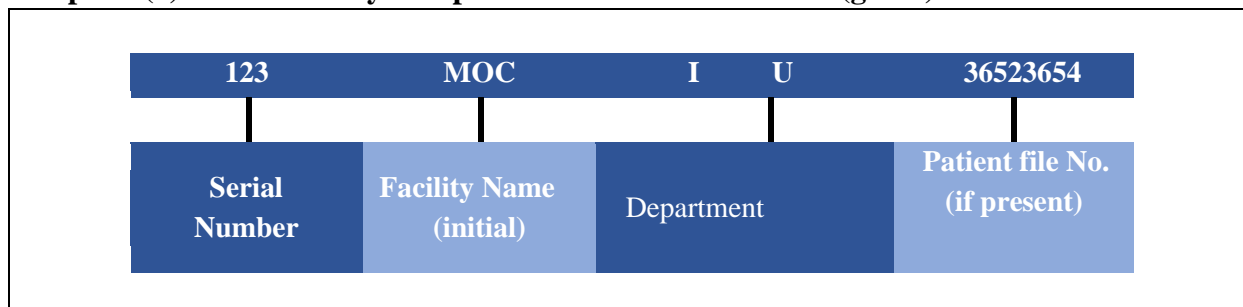 123 MOC I U 36523654
Serial Number
Facility Name (initial)
Department
Patient file No. (if present)